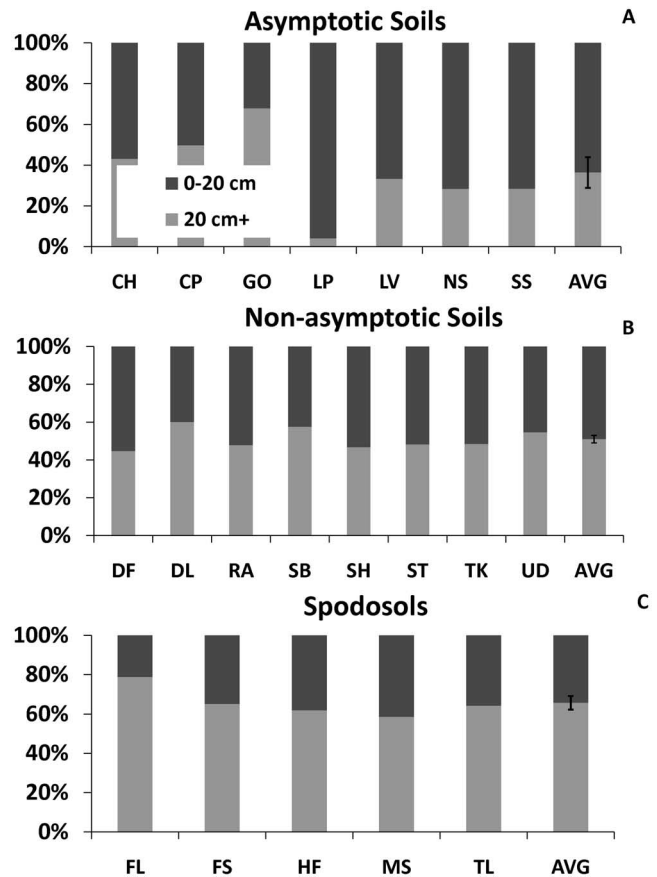 Asymptotic Soils
A
100%
80%
60%
40%
20%
0%
0-20 cm
20 cm+
CH CP GO LP LV NS SS AVG
Non-asymptotic Soils
B
100%
80%
60%
40%
20%
0%
DF DL RA SB SH ST TK UD AVG
Spodosols
C
100%
80%
60%
40%
20%
0%
FL FS HF MS TL AVG